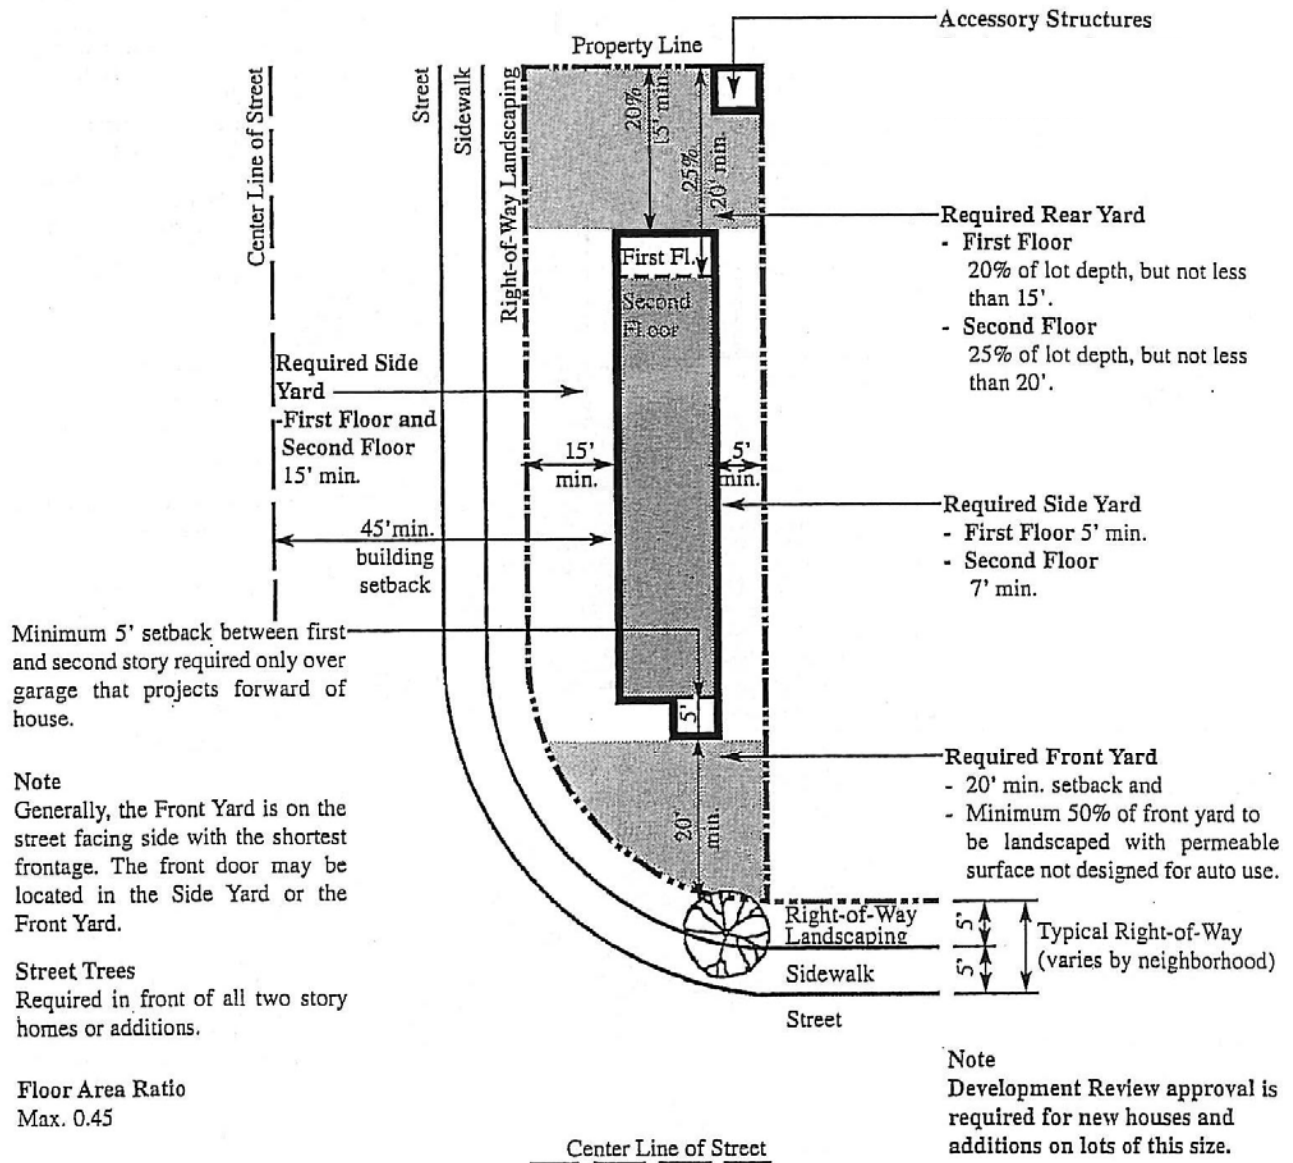 Accessory Structures
Property Line
Center Line of Street
Street
Sidewalk
Right-of-Way Landscaping
20%
15' min.
25%
20' min.
Required Rear Yard
- First Floor
20% of lot depth, but not less
than 15'.
- Second Floor
25% of lot depth, but not less
than 20'.
First Fl.
Second
Floor
Required Side
Yard
-First Floor and
Second Floor
15' min.
15'
min.
5'
min.
Required Side Yard
- First Floor 5' min.
- Second Floor
7' min.
45'min.
building
setback
Minimum 5' setback between first
and second story required only over
garage that projects forward of
house.
5'
Required Front Yard
- 20' min. setback and
- Minimum 50% of front yard to
be landscaped with permeable
surface not designed for auto use.
20'
min.
Note
Generally, the Front Yard is on the
street facing side with the shortest
frontage. The front door may be
located in the Side Yard or the
Front Yard.
Right-of-Way
Landscaping
5'
Typical Right-of-Way
(varies by neighborhood)
Sidewalk
5'
Street
Street Trees
Required in front of all two story
homes or additions.
Floor Area Ratio
Max. 0.45
Note
Development Review approval is
required for new houses and
additions on lots of this size.
Center Line of Street